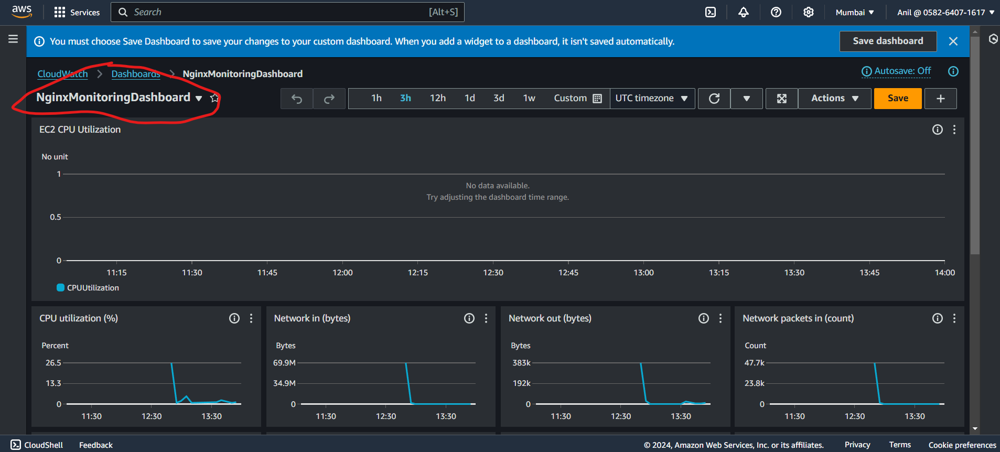 aws
Services
Search
[Alt+S]
Mumbai
Anil @ 0582-6407-1617
You must choose Save Dashboard to save your changes to your custom dashboard. When you add a widget to a dashboard, it isn't saved automatically.
Save dashboard
CloudWatch
Dashboards
NginxMonitoringDashboard
Autosave: Off
NginxMonitoringDashboard
1h
3h
12h
1d
3d
1w
Custom
UTC timezone
Actions
Save
EC2 CPU Utilization
No unit
1
No data available.
Try adjusting the dashboard time range.
0.5
0
11:15
11:30
11:45
12:00
12:15
12:30
12:45
13:00
13:15
13:30
13:45
14:00
CPUUtilization
CPU utilization (%)
Percent
26.5
13.3
0
11:30
12:30
13:30
Network in (bytes)
Bytes
69.9M
34.9M
0
11:30
12:30
13:30
Network out (bytes)
Bytes
383k
192k
0
11:30
12:30
13:30
Network packets in (count)
Count
47.7k
23.8k
0
11:30
12:30
13:30
CloudShell
Feedback
© 2024, Amazon Web Services, Inc. or its affiliates.
Privacy
Terms
Cookie preferences